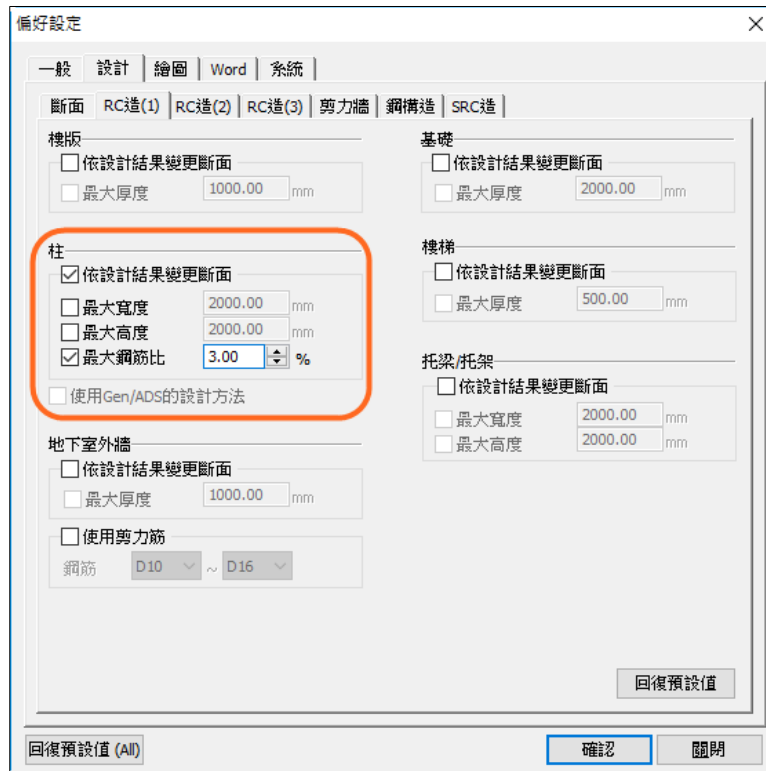 偏好設定
一般 設計 繪圖 Word 系統
斷面 RC造(1) RC造(2) RC造(3) 剪力牆 鋼構造 SRC造
樓版
依設計結果變更斷面
最大厚度 1000.00 mm
柱
依設計結果變更斷面
最大寬度 2000.00 mm
最大高度 2000.00 mm
最大鋼筋比 3.00 %
使用Gen/ADS的設計方法
地下室外牆
依設計結果變更斷面
最大厚度 1000.00 mm
使用剪力筋
鋼筋 D10 ~ D16
基礎
依設計結果變更斷面
最大厚度 2000.00 mm
樓梯
依設計結果變更斷面
最大厚度 500.00 mm
托梁/托架
依設計結果變更斷面
最大寬度 2000.00 mm
最大高度 2000.00 mm
回復預設值
回復預設值 (All) 確認 關閉